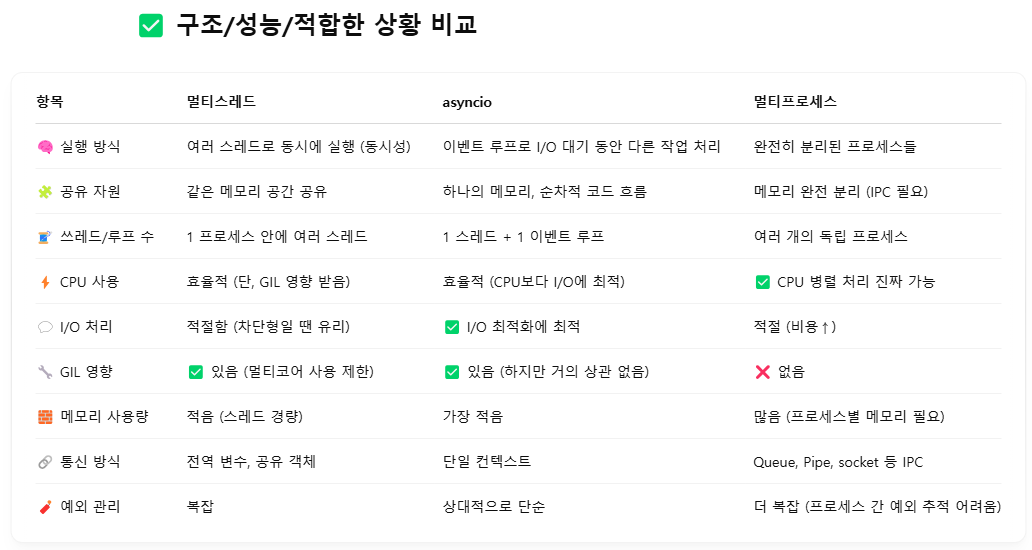 ✅ 구조/성능/적합한 상황 비교
항목 멀티스레드 asyncio 멀티프로세스
🧠 실행 방식 여러 스레드로 동시에 실행 (동시성) 이벤트 루프로 I/O 대기 동안 다른 작업 처리 완전히 분리된 프로세스들
🧩 공유 자원 같은 메모리 공간 공유 하나의 메모리, 순차적 코드 흐름 메모리 완전 분리 (IPC 필요)
🧵 쓰레드/루프 수 1 프로세스 안에 여러 스레드 1 스레드 + 1 이벤트 루프 여러 개의 독립 프로세스
⚡ CPU 사용 효율적 (단, GIL 영향 받음) 효율적 (CPU보다 I/O에 최적) ✅ CPU 병렬 처리 진짜 가능
💬 I/O 처리 적절함 (차단형일 땐 유리) ✅ I/O 최적화에 최적 적절 (비용↑)
🔧 GIL 영향 ✅ 있음 (멀티코어 사용 제한) ✅ 있음 (하지만 거의 상관 없음) ❌ 없음
🧱 메모리 사용량 적음 (스레드 경량) 가장 적음 많음 (프로세스별 메모리 필요)
🔗 통신 방식 전역 변수, 공유 객체 단일 컨텍스트 Queue, Pipe, socket 등 IPC
🧨 예외 관리 복잡 상대적으로 단순 더 복잡 (프로세스 간 예외 추적 어려움)